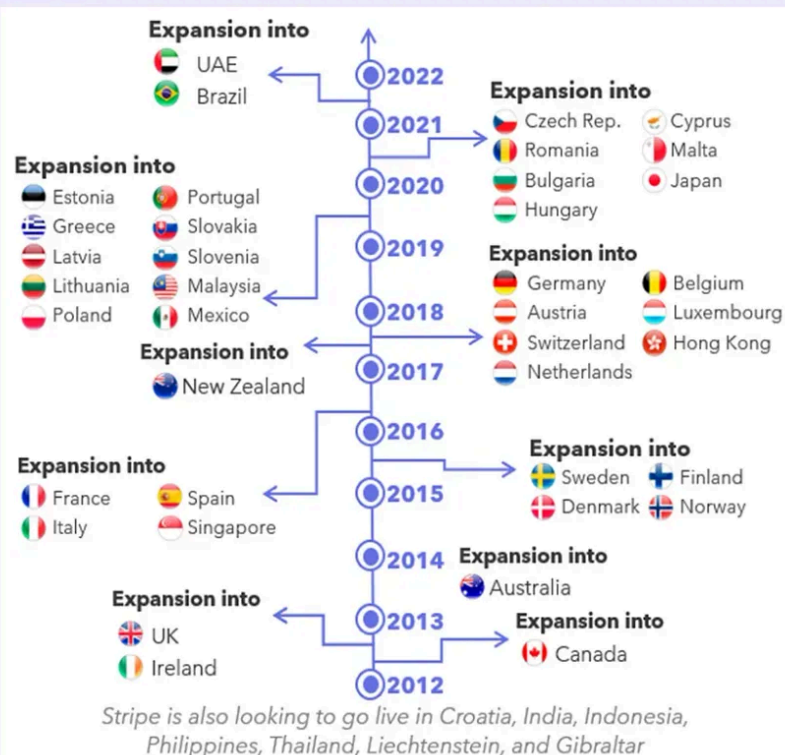 Expansion into
UAE
Brazil
2022
Expansion into
Czech Rep.
Cyprus
Romania
Malta
Bulgaria
Japan
Hungary
2021
Expansion into
Estonia
Portugal
Greece
Slovakia
Latvia
Slovenia
Lithuania
Malaysia
Poland
Mexico
2020
2019
Expansion into
Germany
Belgium
Austria
Luxembourg
Switzerland
Hong Kong
Netherlands
2018
Expansion into
New Zealand
2017
2016
Expansion into
France
Spain
Italy
Singapore
Expansion into
Sweden
Finland
Denmark
Norway
2015
2014
Expansion into
Australia
Expansion into
UK
Ireland
2013
Expansion into
Canada
2012
Stripe is also looking to go live in Croatia, India, Indonesia,
Philippines, Thailand, Liechtenstein, and Gibraltar